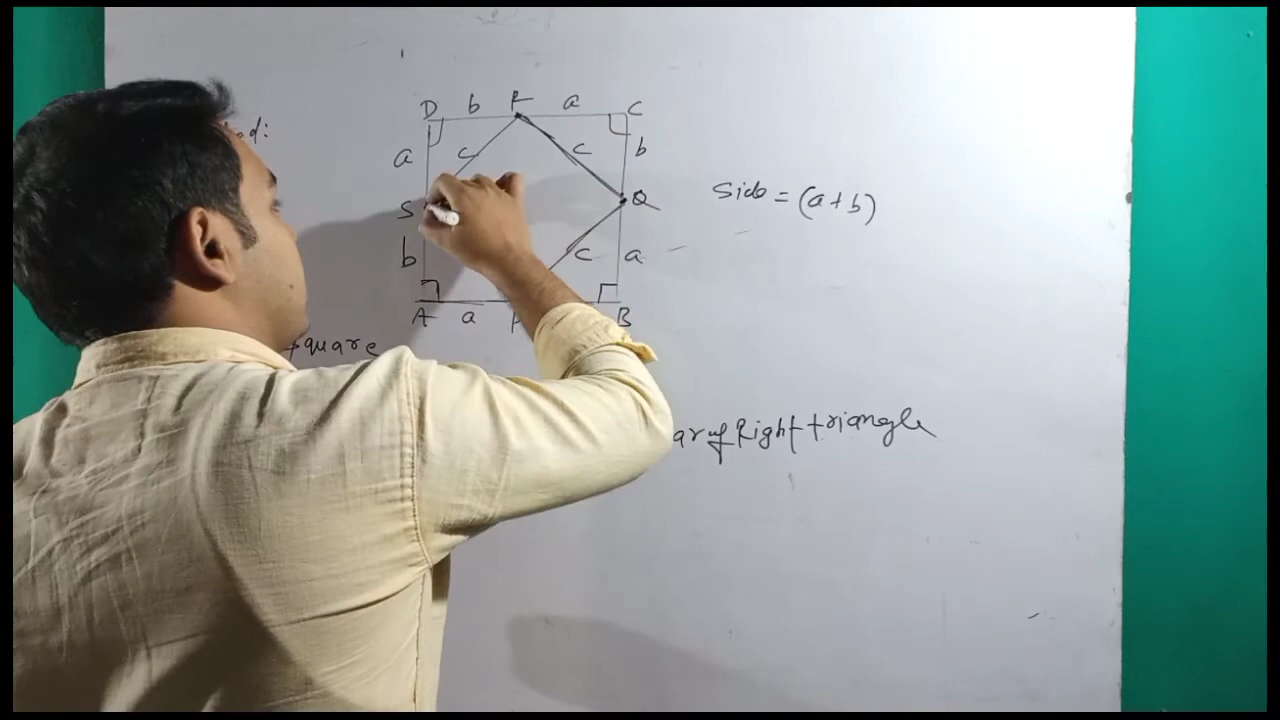 D b R a C
a c c b
S Q
b c a
A a P B
Side = (a+b)
square
ar of Right triangle